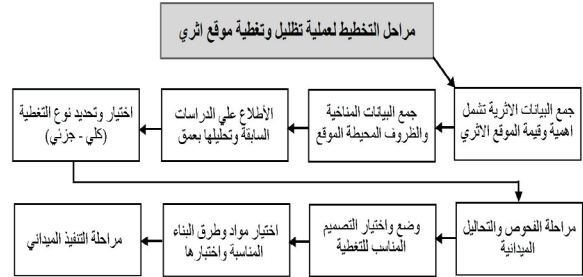 مراحل التخطيط لعملية تظليل وتغطية موقع اثري
جمع البيانات الاثرية تشمل
اهمية وقيمة الموقع الاثري
جمع البيانات المناخية
والظروف المحيطة الموقع
الأطلاع علي الدراسات
السابقة وتحليلها بعمق
اختيار وتحديد نوع التغطية
(كلي - جزئي)
مراحلة الفحوص والتحاليل
الميدانية
وضع واختيار التصميم
المناسب للتغطية
اختيار مواد وطرق البناء
المناسبة واختبارها
مراحلة التنفيذ الميداني